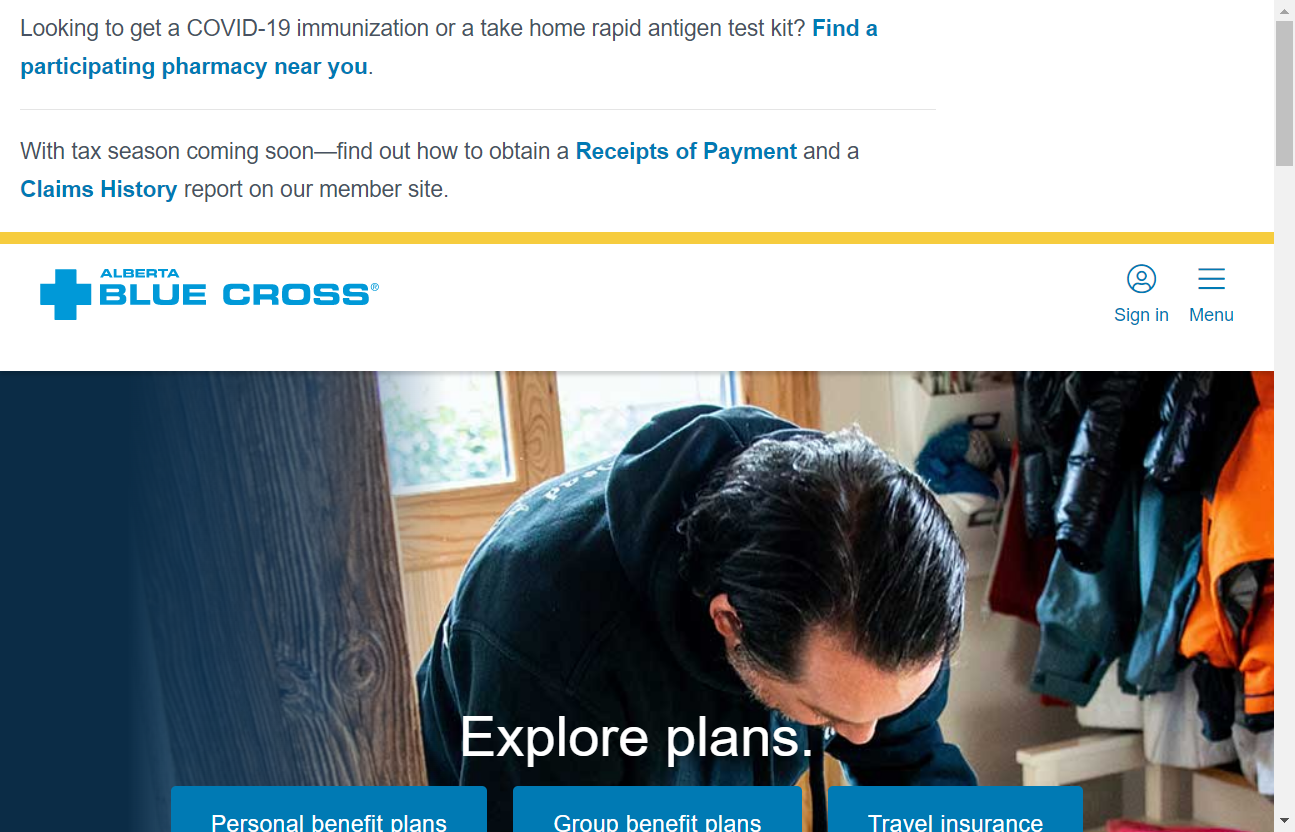 Looking to get a COVID-19 immunization or a take home rapid antigen test kit? Find a
participating pharmacy near you.
With tax season coming soon—find out how to obtain a Receipts of Payment and a
Claims History report on our member site.
ALBERTA
BLUE CROSS®
Sign in Menu
Explore plans.
Personal benefit plans Group benefit plans Travel insurance